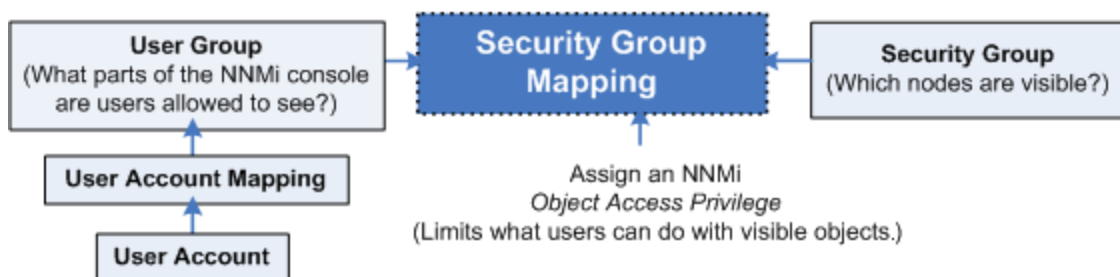 User Group
(What parts of the NNMi console
are users allowed to see?)
Security Group
Mapping
Security Group
(Which nodes are visible?)
User Account Mapping
Assign an NNMi
Object Access Privilege
(Limits what users can do with visible objects.)
User Account